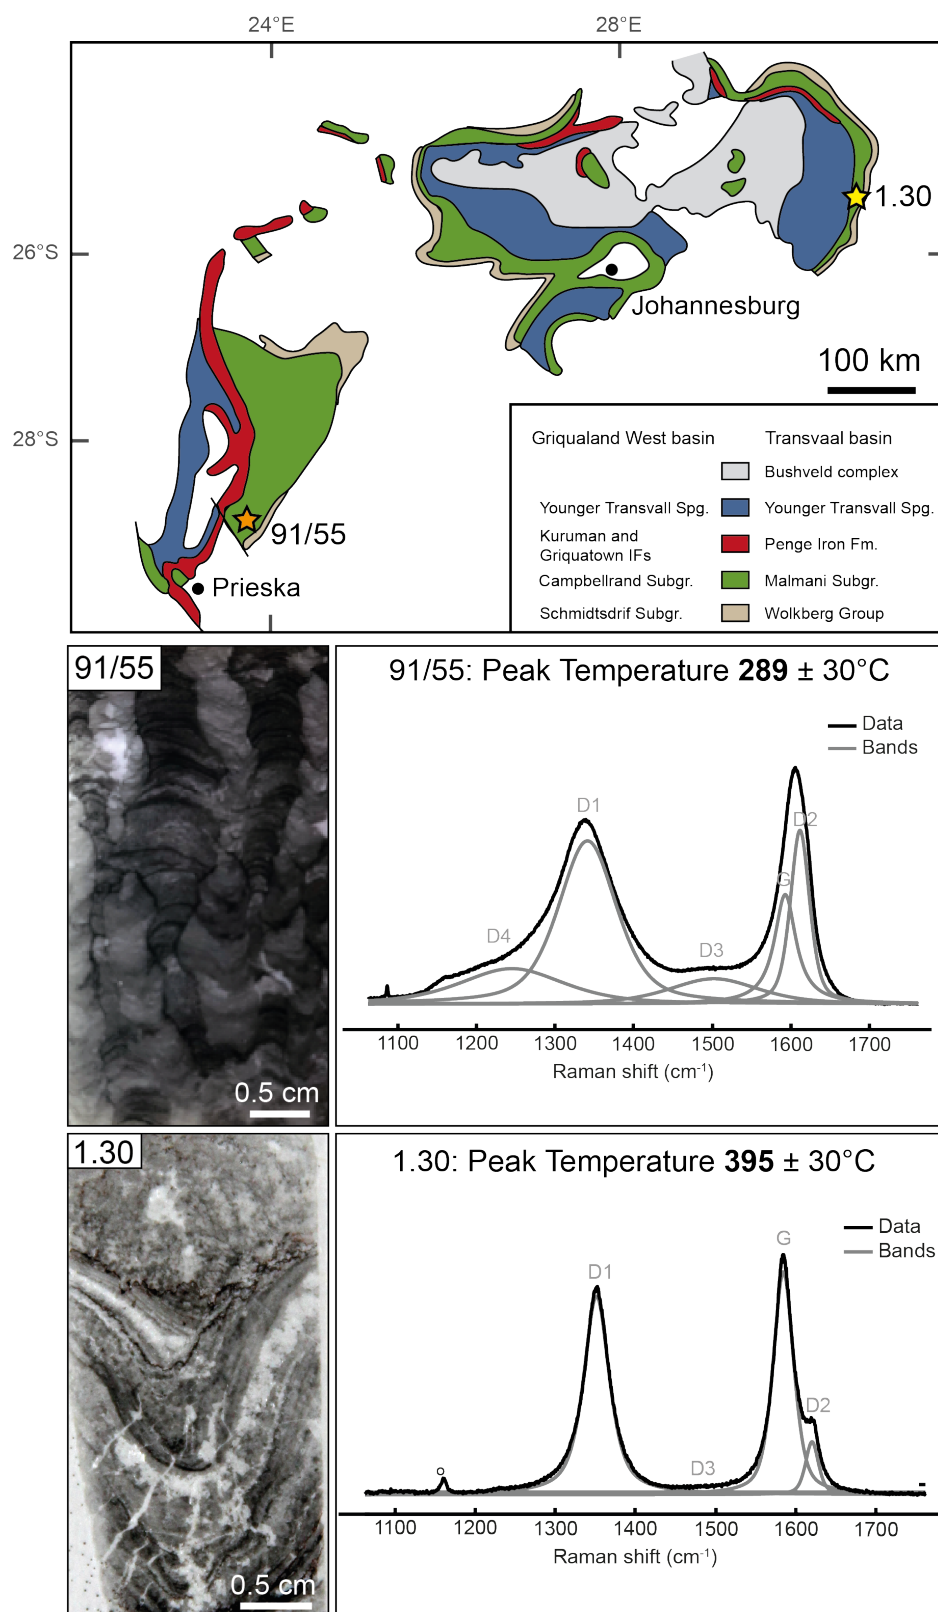 24°E 28°E
1.30
26°S
Johannesburg
100 km
28°S
Griqualand West basin Transvaal basin
Bushveld complex
Younger Transvall Spg. Younger Transvall Spg.
Kuruman and
Griquatown IFs
Penge Iron Fm.
Campbellrand Subgr. Malmani Subgr.
Schmidtsdrif Subgr. Wolkberg Group
91/55
Prieska
91/55
0.5 cm
91/55: Peak Temperature 289 ± 30°C
Data
Bands
D1
D2
G
D4
D3
1100 1200 1300 1400 1500 1600 1700
Raman shift (cm-1)
1.30
0.5 cm
1.30: Peak Temperature 395 ± 30°C
Data
Bands
G
D1
D2
D3
1100 1200 1300 1400 1500 1600 1700
Raman shift (cm-1)